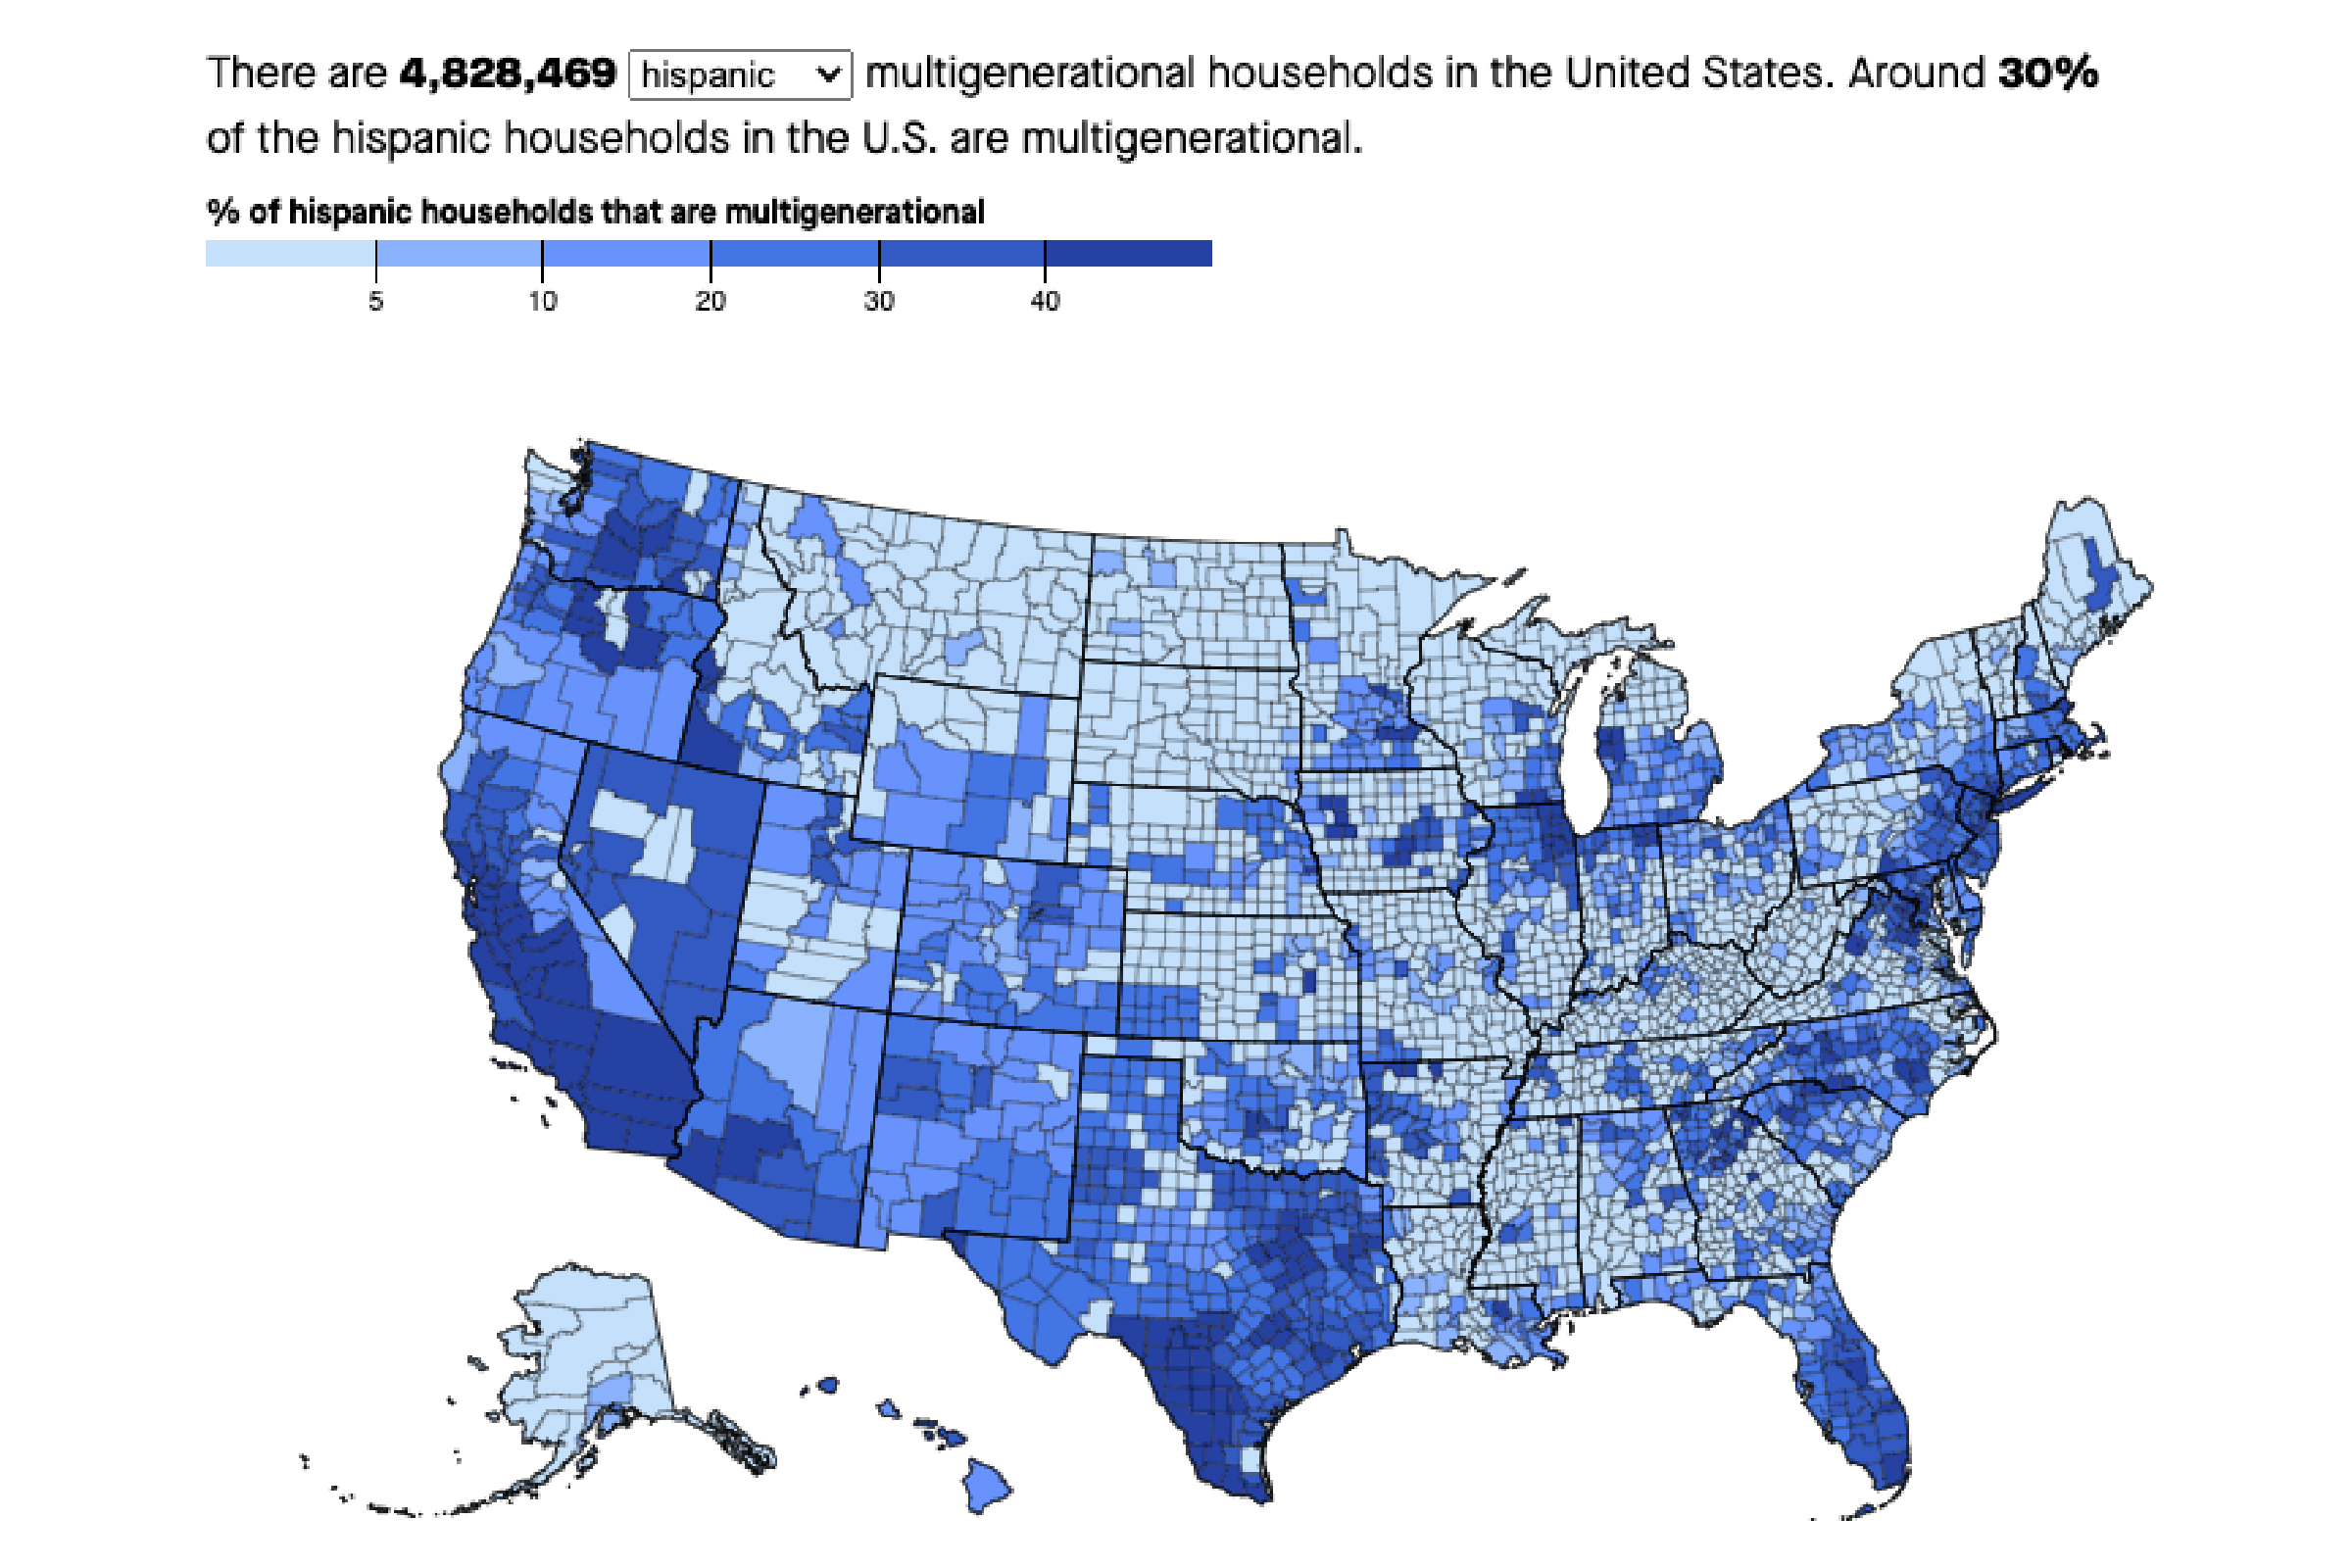 There are 4,828,469 hispanic multigenerational households in the United States. Around 30%
of the hispanic households in the U.S. are multigenerational.
% of hispanic households that are multigenerational
5 10 20 30 40